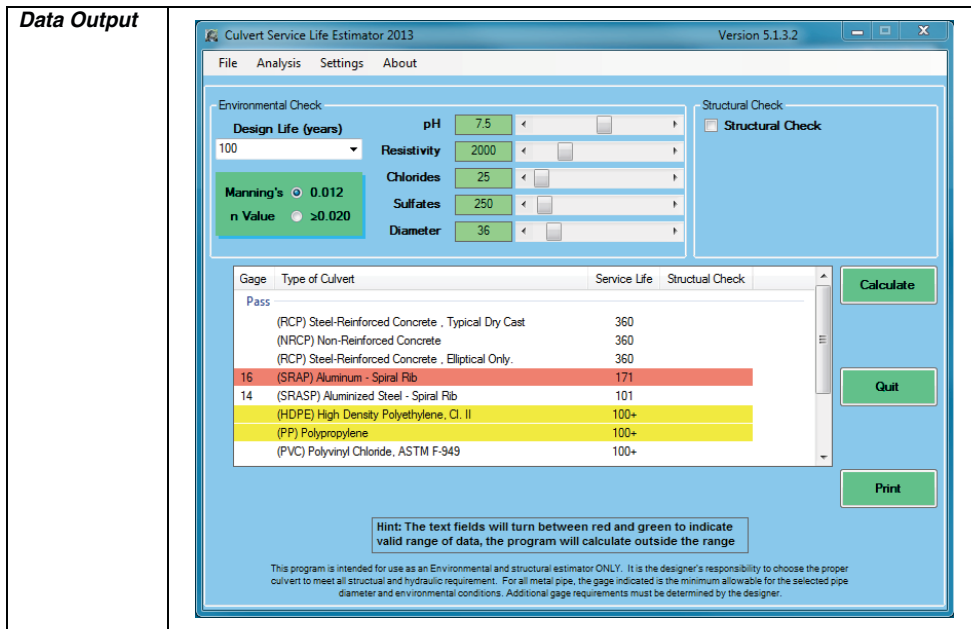 Data Output
Culvert Service Life Estimator 2013 Version 5.1.3.2
File Analysis Settings About
Environmental Check
Design Life (years)
100
Manning's 0.012
n Value ≥0.020
pH 7.5
Resistivity 2000
Chlorides 25
Sulfates 250
Diameter 36
Structural Check
Structural Check
Gage Type of Culvert Service Life Structual Check
Pass
(RCP) Steel-Reinforced Concrete , Typical Dry Cast 360
(NRCP) Non-Reinforced Concrete 360
(RCP) Steel-Reinforced Concrete , Elliptical Only. 360
16 (SRAP) Aluminum - Spiral Rib 171
14 (SRASP) Aluminized Steel - Spiral Rib 101
(HDPE) High Density Polyethylene, Cl. II 100+
(PP) Polypropylene 100+
(PVC) Polyvinyl Chloride, ASTM F-949 100+
Calculate
Quit
Print
Hint: The text fields will turn between red and green to indicate
valid range of data, the program will calculate outside the range
This program is intended for use as an Environmental and structural estimator ONLY. It is the designer's responsibility to choose the proper
culvert to meet all structual and hydraulic requirement. For all metal pipe, the gage indicated is the minimum allowable for the selected pipe
diameter and environmental conditions. Additional gage requirements must be determined by the designer.